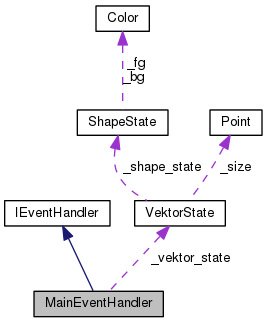 Color
_fg
_bg
ShapeState
Point
_shape_state
_size
IEventHandler
VektorState
_vektor_state
MainEventHandler